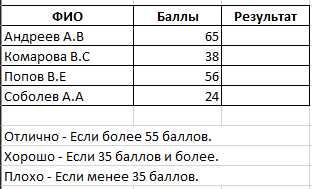 ФИО Баллы Результат
Андреев А.В 65
Комарова В.С 38
Попов В.Е 56
Соболев А.А 24
Отлично - Если более 55 баллов.
Хорошо - Если 35 баллов и более.
Плохо - Если менее 35 баллов.